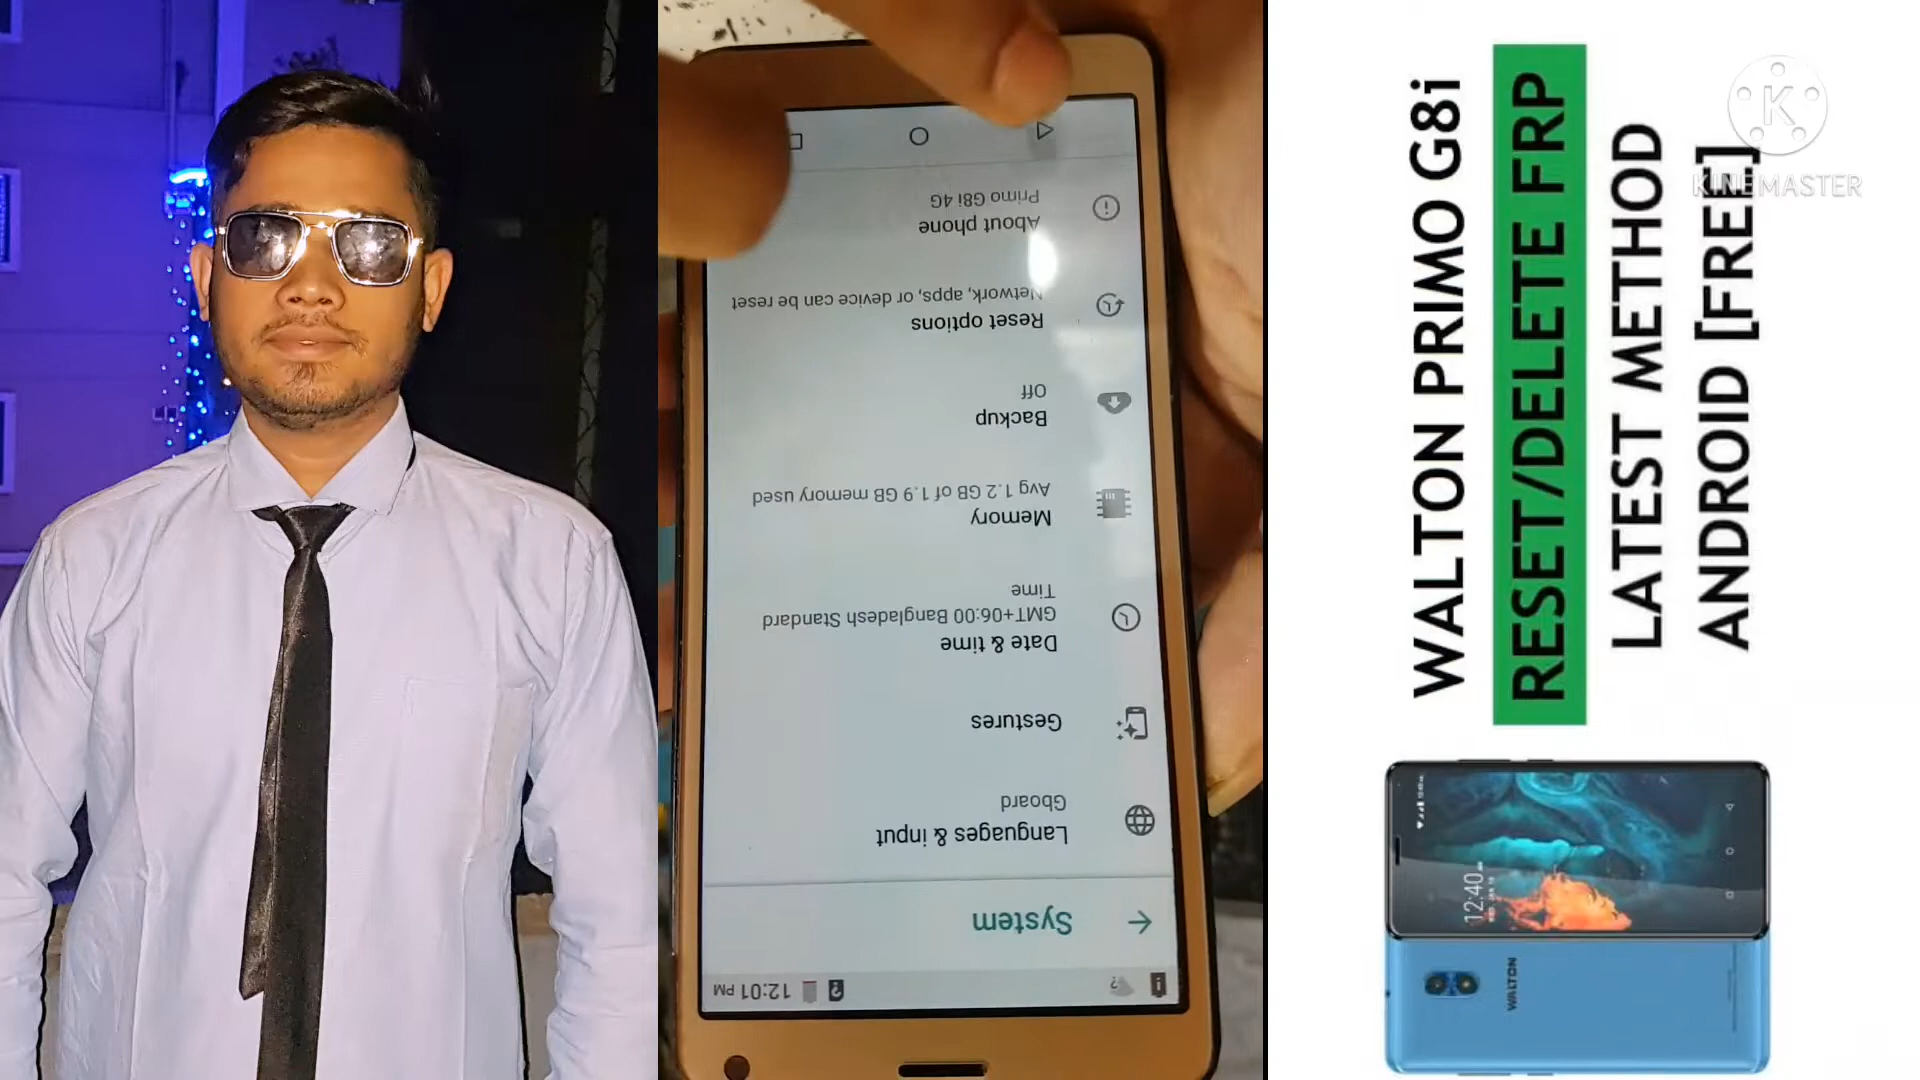 System
Languages & input
Gboard
Gestures
Date & time
GMT+06:00 Bangladesh Standard
Time
Memory
Avg 1.2 GB of 1.9 GB memory used
Backup
Off
Reset options
Network, apps, or device can be reset
About phone
Primo G8i 4G
12:01 PM
WALTON PRIMO G8i
RESET/DELETE FRP
LATEST METHOD
ANDROID [FREE]
K
KINEMASTER
12:40
WALTON